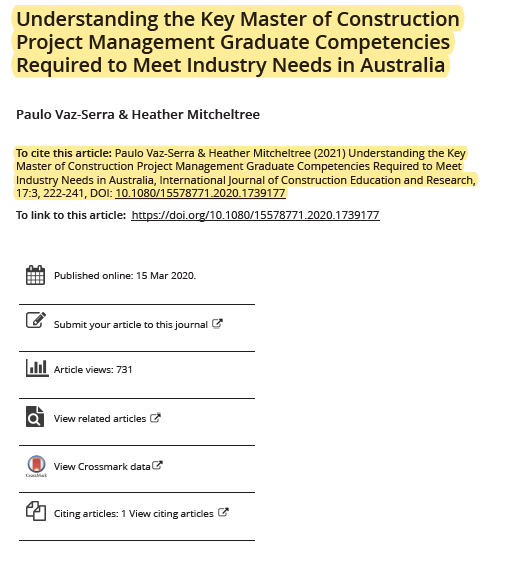 Understanding the Key Master of Construction
Project Management Graduate Competencies
Required to Meet Industry Needs in Australia
Paulo Vaz-Serra & Heather Mitcheltree
To cite this article: Paulo Vaz-Serra & Heather Mitcheltree (2021) Understanding the Key
Master of Construction Project Management Graduate Competencies Required to Meet
Industry Needs in Australia, International Journal of Construction Education and Research,
17:3, 222-241, DOI: 10.1080/15578771.2020.1739177
To link to this article: https://doi.org/10.1080/15578771.2020.1739177
Published online: 15 Mar 2020.
Submit your article to this journal
Article views: 731
View related articles
View Crossmark data
CrossMark
Citing articles: 1 View citing articles